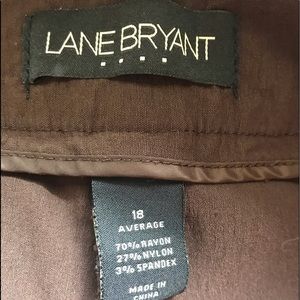 LANE BRYANT
18
AVERAGE
70% RAYON
27% NYLON
3% SPANDEX
MADE IN
CHINA